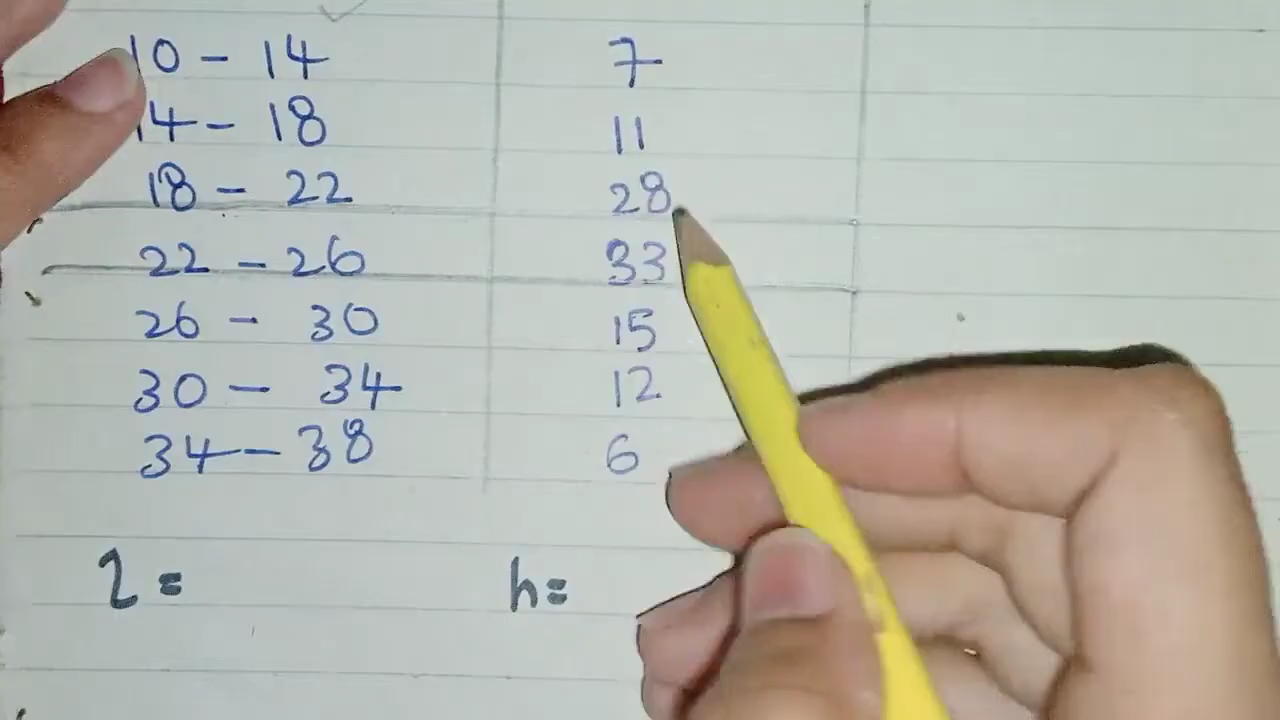 10 - 14 7
14 - 18 11
18 - 22 28
22 - 26 33
26 - 30 15
30 - 34 12
34 - 38 6
l = h =